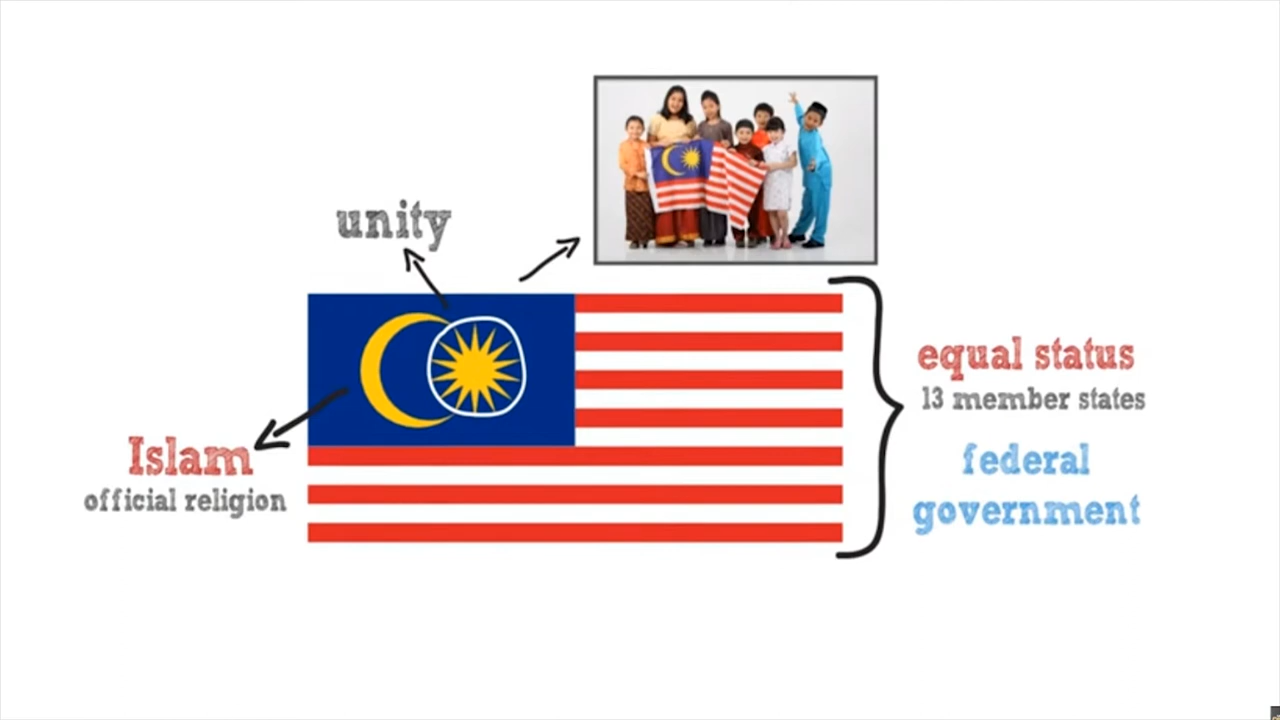 unity
equal status
13 member states
Islam
official religion
federal
government